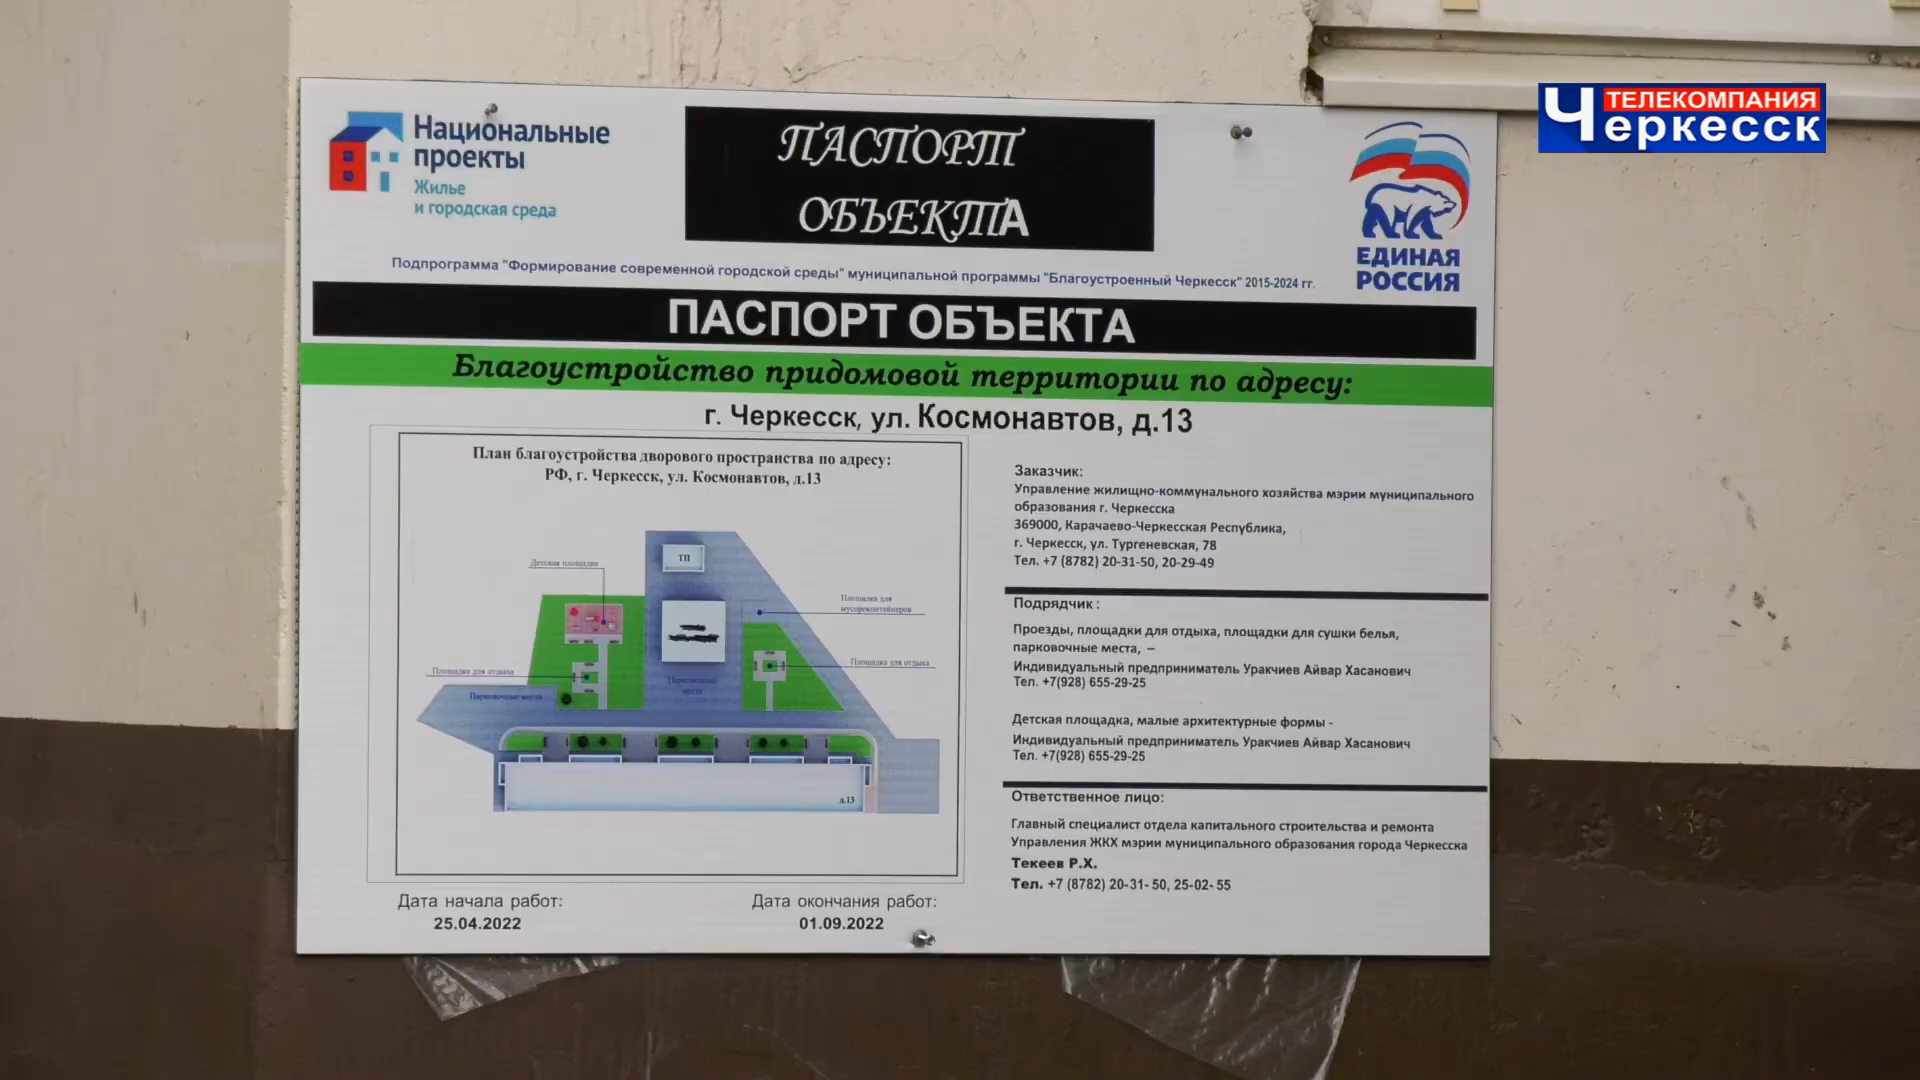 Национальные
проекты
Жилье
и городская среда
ПАСПОРТ
ОБЪЕКТА
ТЕЛЕКОМПАНИЯ
Черкесск
ЕДИНАЯ
РОССИЯ
Подпрограмма "Формирование современной городской среды" муниципальной программы "Благоустроенный Черкесск" 2015-2024 гг.
ПАСПОРТ ОБЪЕКТА
Благоустройство придомовой территории по адресу:
г. Черкесск, ул. Космонавтов, д.13
План благоустройства дворового пространства по адресу:
РФ, г. Черкесск, ул. Космонавтов, д.13
ТП
Детская площадка
Площадка для
мусороконтейнеров
Площадка для отдыха
Площадка для отдыха
Парковочные места
Парковочные
места
д.13
Дата начала работ:
25.04.2022
Дата окончания работ:
01.09.2022
Заказчик:
Управление жилищно-коммунального хозяйства мэрии муниципального
образования г. Черкесска
369000, Карачаево-Черкесская Республика,
г. Черкесск, ул. Тургеневская, 78
Тел. +7 (8782) 20-31-50, 20-29-49
Подрядчик :
Проезды, площадки для отдыха, площадки для сушки белья,
парковочные места, –
Индивидуальный предприниматель Уракчиев Айвар Хасанович
Тел. +7(928) 655-29-25
Детская площадка, малые архитектурные формы -
Индивидуальный предприниматель Уракчиев Айвар Хасанович
Тел. +7(928) 655-29-25
Ответственное лицо:
Главный специалист отдела капитального строительства и ремонта
Управления ЖКХ мэрии муниципального образования города Черкесска
Текеев Р.Х.
Тел. +7 (8782) 20-31- 50, 25-02- 55